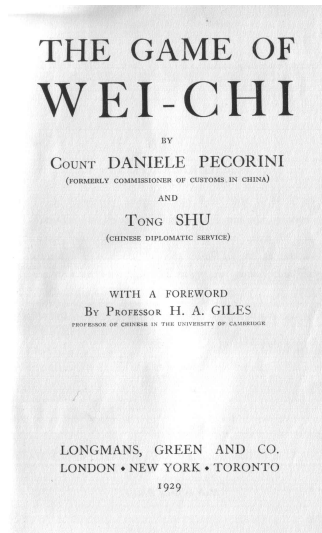 THE GAME OF
WEI-CHI
BY
COUNT DANIELE PECORINI
(FORMERLY COMMISSIONER OF CUSTOMS IN CHINA)
AND
TONG SHU
(CHINESE DIPLOMATIC SERVICE)
WITH A FOREWORD
BY PROFESSOR H. A. GILES
PROFESSOR OF CHINESE IN THE UNIVERSITY OF CAMBRIDGE
LONGMANS, GREEN AND CO.
LONDON • NEW YORK • TORONTO
1929